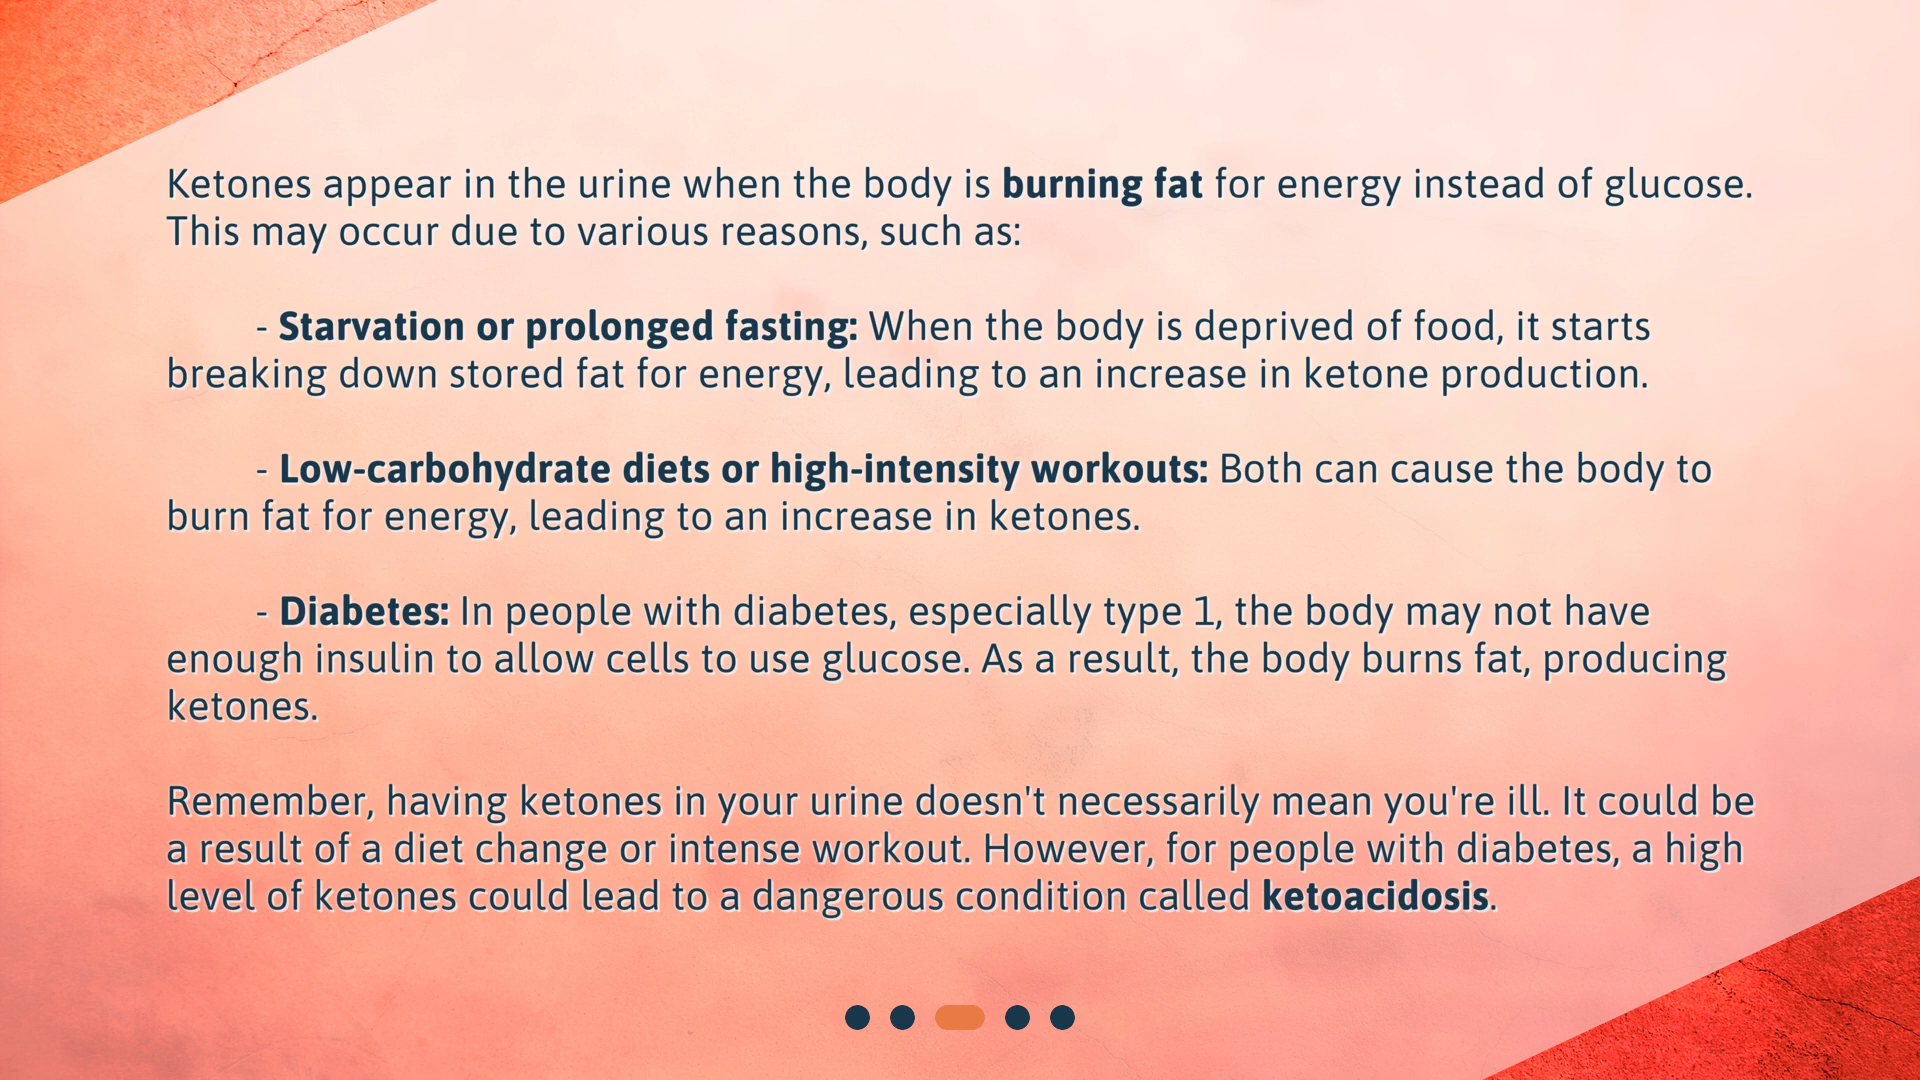 Ketones appear in the urine when the body is burning fat for energy instead of glucose.
This may occur due to various reasons, such as:
- Starvation or prolonged fasting: When the body is deprived of food, it starts
breaking down stored fat for energy, leading to an increase in ketone production.
- Low-carbohydrate diets or high-intensity workouts: Both can cause the body to
burn fat for energy, leading to an increase in ketones.
- Diabetes: In people with diabetes, especially type 1, the body may not have
enough insulin to allow cells to use glucose. As a result, the body burns fat, producing
ketones.
Remember, having ketones in your urine doesn't necessarily mean you're ill. It could be
a result of a diet change or intense workout. However, for people with diabetes, a high
level of ketones could lead to a dangerous condition called ketoacidosis.